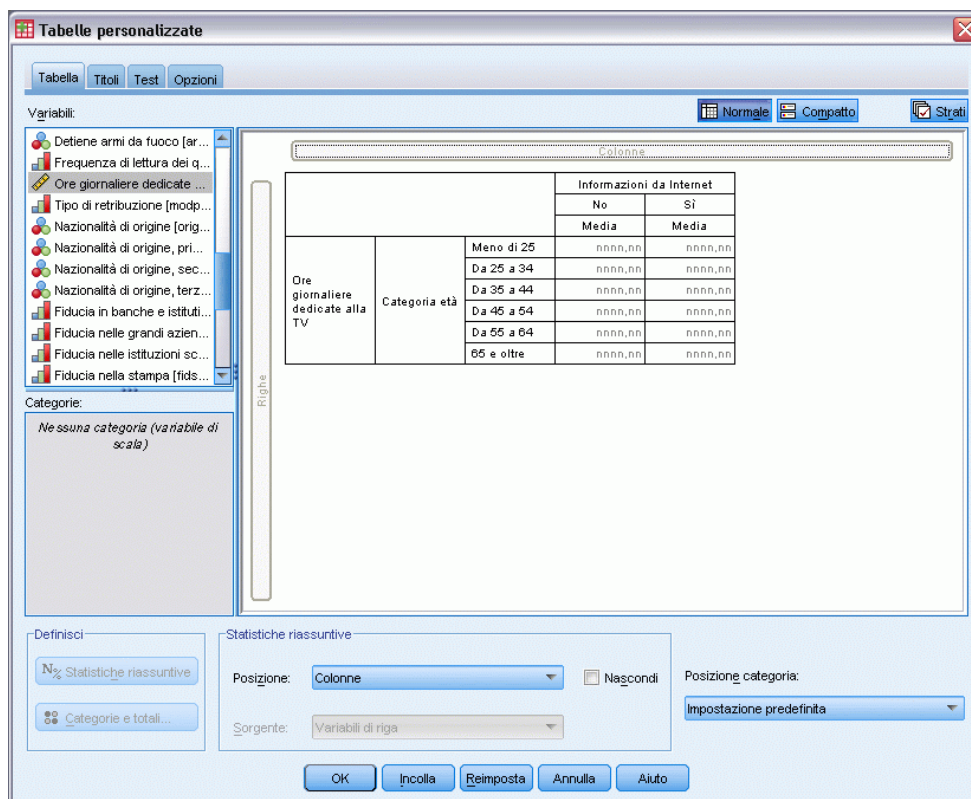 Tabelle personalizzate
Tabella Titoli Test Opzioni
Variabili:
Normale Compatto Strati
Detiene armi da fuoco [ar...
Frequenza di lettura dei q...
Ore giornaliere dedicate ...
Tipo di retribuzione [modp...
Nazionalità di origine [orig...
Nazionalità di origine, pri...
Nazionalità di origine, sec...
Nazionalità di origine, terz...
Fiducia in banche e istituti...
Fiducia nelle grandi azien...
Fiducia nelle istituzioni sc...
Fiducia nella stampa [fids...
Categorie:
Nessuna categoria (variabile di
scala)
Colonne
Righe
Informazioni da Internet
No Sì
Media Media
Ore
giornaliere
dedicate alla
TV
Categoria età
Meno di 25 nnnn,nn nnnn,nn
Da 25 a 34 nnnn,nn nnnn,nn
Da 35 a 44 nnnn,nn nnnn,nn
Da 45 a 54 nnnn,nn nnnn,nn
Da 55 a 64 nnnn,nn nnnn,nn
65 e oltre nnnn,nn nnnn,nn
Definisci
N% Statistiche riassuntive
Categorie e totali...
Statistiche riassuntive
Posizione: Colonne Nascondi
Sorgente: Variabili di riga
Posizione categoria:
Impostazione predefinita
OK Incolla Reimposta Annulla Aiuto